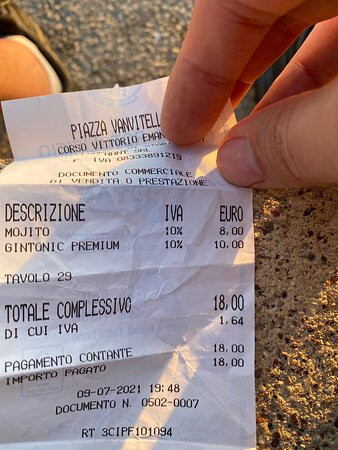 PIAZZA VANVITELL
CORSO VITTORIO EMAN
P. IVA 08333891219
DOCUMENTO COMMERCIALE
DI VENDITA O PRESTAZIONE
DESCRIZIONE IVA EURO
MOJITO 10% 8,00
GINTONIC PREMIUM 10% 10,00
TAVOLO 29
TOTALE COMPLESSIVO 18,00
DI CUI IVA 1,64
PAGAMENTO CONTANTE 18,00
IMPORTO PAGATO 18,00
09-07-2021 19:48
DOCUMENTO N. 0502-0007
RT 3CIPF101094